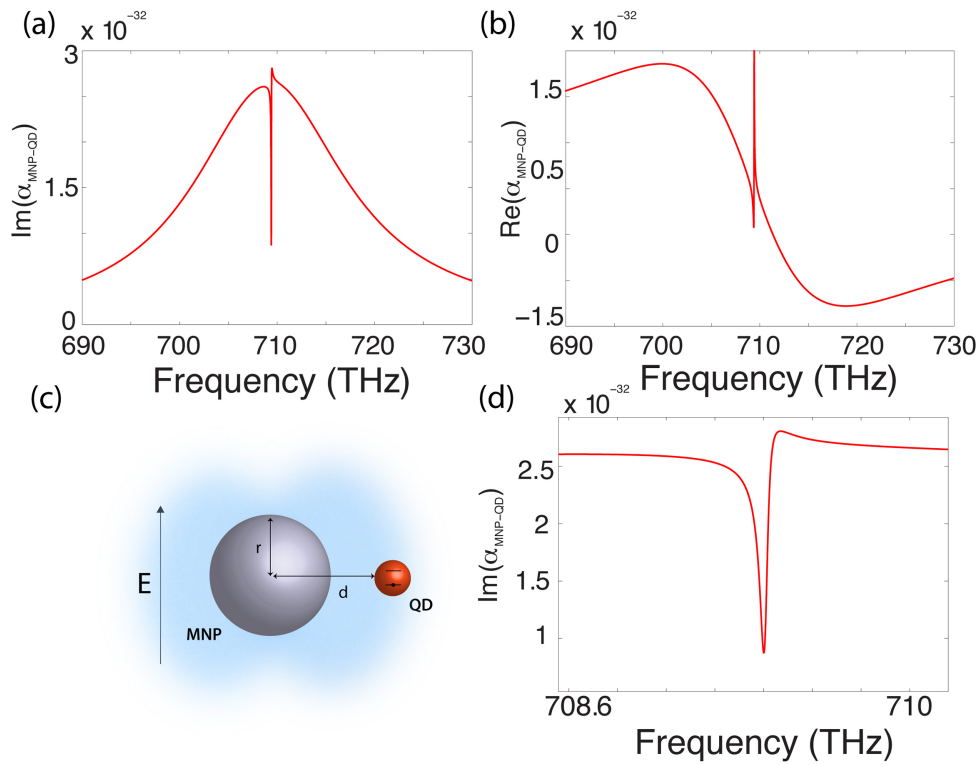 (a)
x 10⁻³²
3
1.5
0
Im(α_MNP-QD)
690 700 710 720 730
Frequency (THz)
(b)
x 10⁻³²
1.5
0.5
0
−1.5
Re(α_MNP-QD)
690 700 710 720 730
Frequency (THz)
(c)
E
r
d
MNP
QD
(d)
x 10⁻³²
2.5
2
1.5
1
Im(α_MNP-QD)
708.6 710
Frequency (THz)